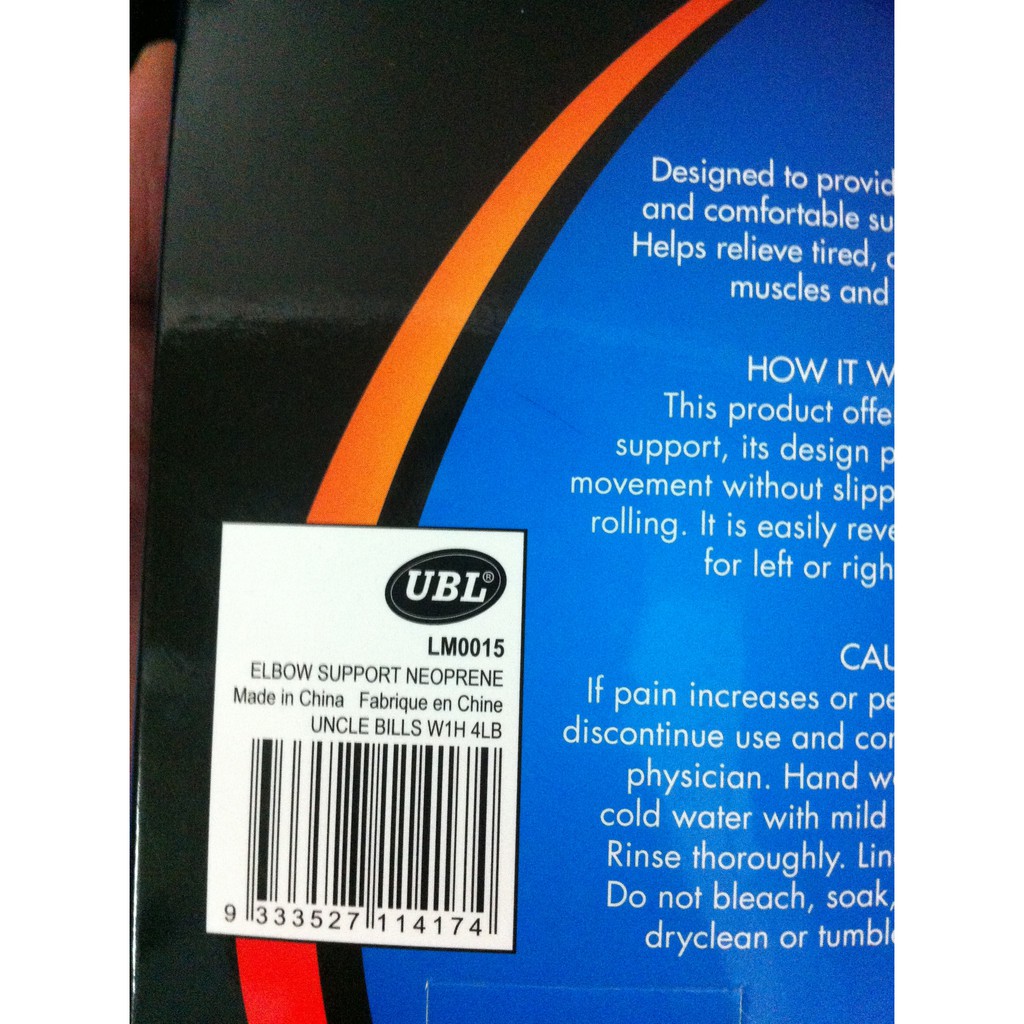 Designed to provid
and comfortable su
Helps relieve tired,
muscles and
HOW IT W
This product offe
support, its design p
movement without slipp
rolling. It is easily reve
for left or righ
CAU
If pain increases or pe
discontinue use and con
physician. Hand wa
cold water with mild
Rinse thoroughly. Lin
Do not bleach, soak,
dryclean or tumble
UBL®
LM0015
ELBOW SUPPORT NEOPRENE
Made in China Fabrique en Chine
UNCLE BILLS W1H 4LB
9 333527 114174